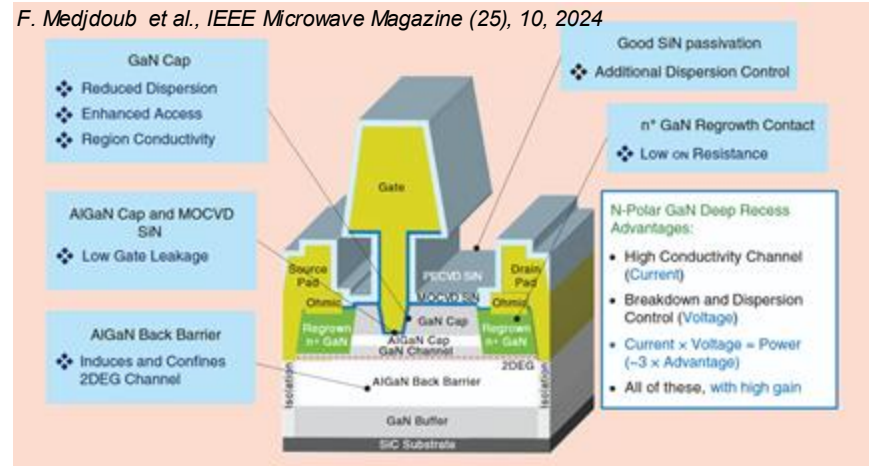 F. Medjdoub et al., IEEE Microwave Magazine (25), 10, 2024
GaN Cap
❖ Reduced Dispersion
❖ Enhanced Access
❖ Region Conductivity
AlGaN Cap and MOCVD
SiN
❖ Low Gate Leakage
AlGaN Back Barrier
❖ Induces and Confines
2DEG Channel
Good SiN passivation
❖ Additional Dispersion Control
n⁺ GaN Regrowth Contact
❖ Low ON Resistance
N-Polar GaN Deep Recess
Advantages:
• High Conductivity Channel
(Current)
• Breakdown and Dispersion
Control (Voltage)
• Current × Voltage = Power
(~3 × Advantage)
• All of these, with high gain
Gate
Source
Pad
PECVD SiN
Drain
Pad
MOCVD SiN
Ohmic
Ohmic
GaN Cap
Regrown
n+ GaN
Regrown
n+ GaN
AlGaN Cap
GaN Channel
2DEG
AlGaN Back Barrier
Isolation
Isolation
GaN Buffer
SiC Substrate